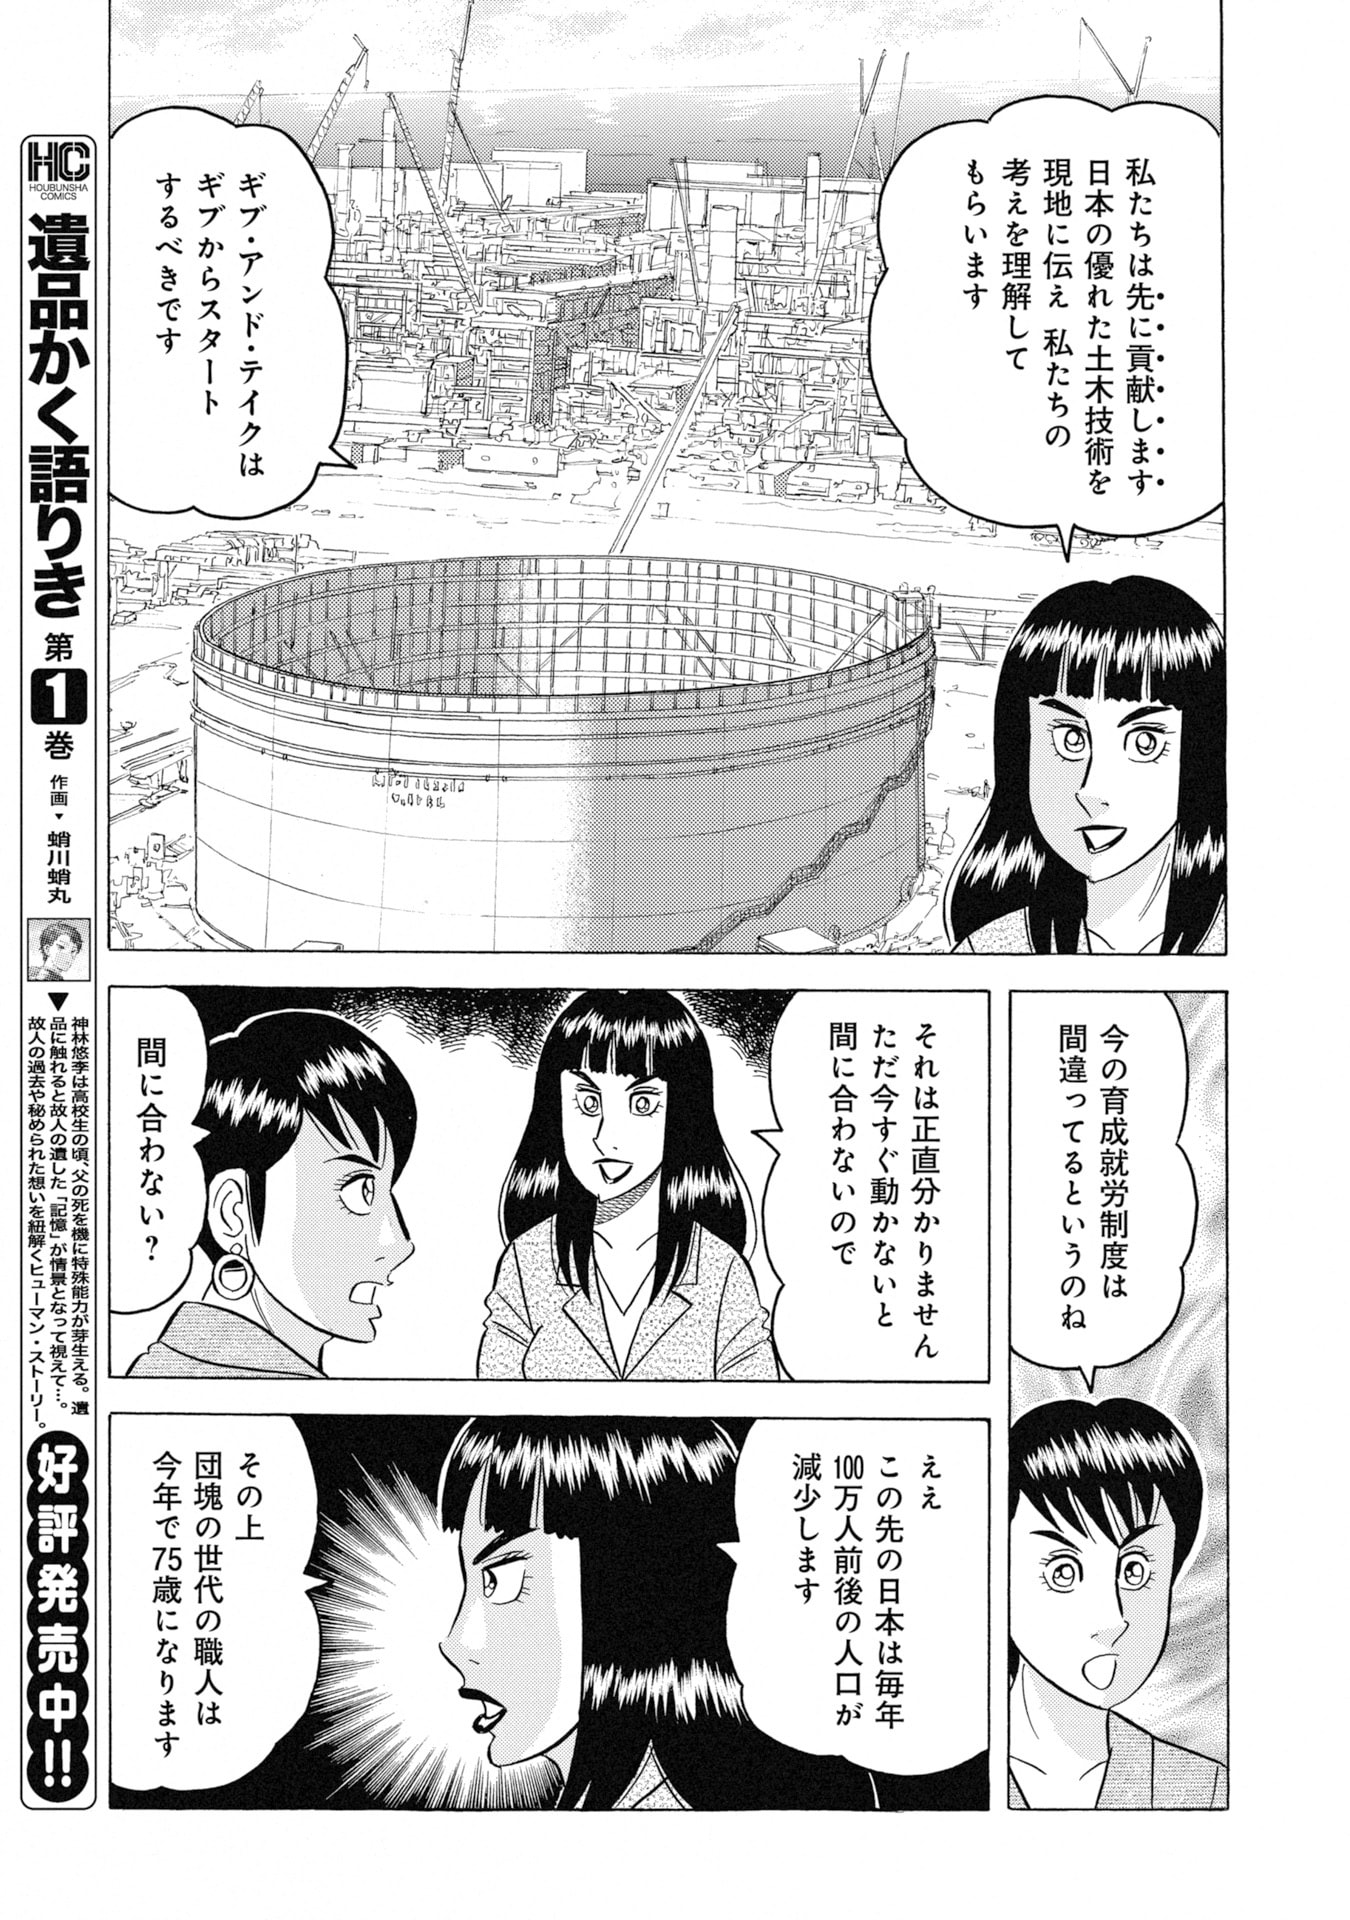 私たちは先に貢献します
日本の優れた土木技術を
現地に伝え 私たちの
考えを理解して
もらいます
ギブ・アンド・テイクは
ギブからスタート
するべきです
今の育成就労制度は
間違ってるというのね
それは正直分かりません
ただ今すぐ動かないと
間に合わないので
間に合わない?
ええ
この先の日本は毎年
100万人前後の人口が
減少します
その上
団塊の世代の職人は
今年で75歳になります
HC
HOUBUNSHA
COMICS
遺品かく語りき 第1巻 作画▼蛸川蛸丸
▼神林悠李は高校生の頃、父の死を機に特殊能力が芽生える。遺
品に触れると故人の遺した「記憶」が情景となって視えて…。
故人の過去や秘められた想いを紐解くヒューマン・ストーリー。
好評発売中!!